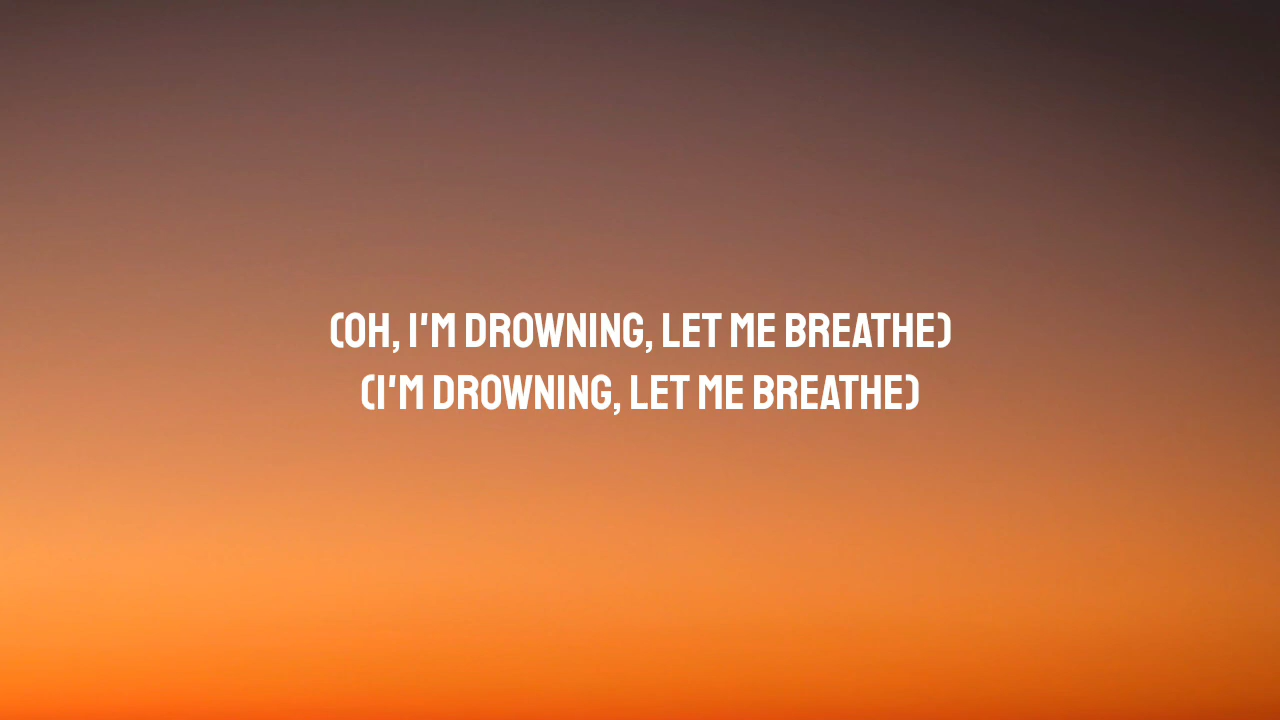 (OH, I'M DROWNING, LET ME BREATHE)
(I'M DROWNING, LET ME BREATHE)